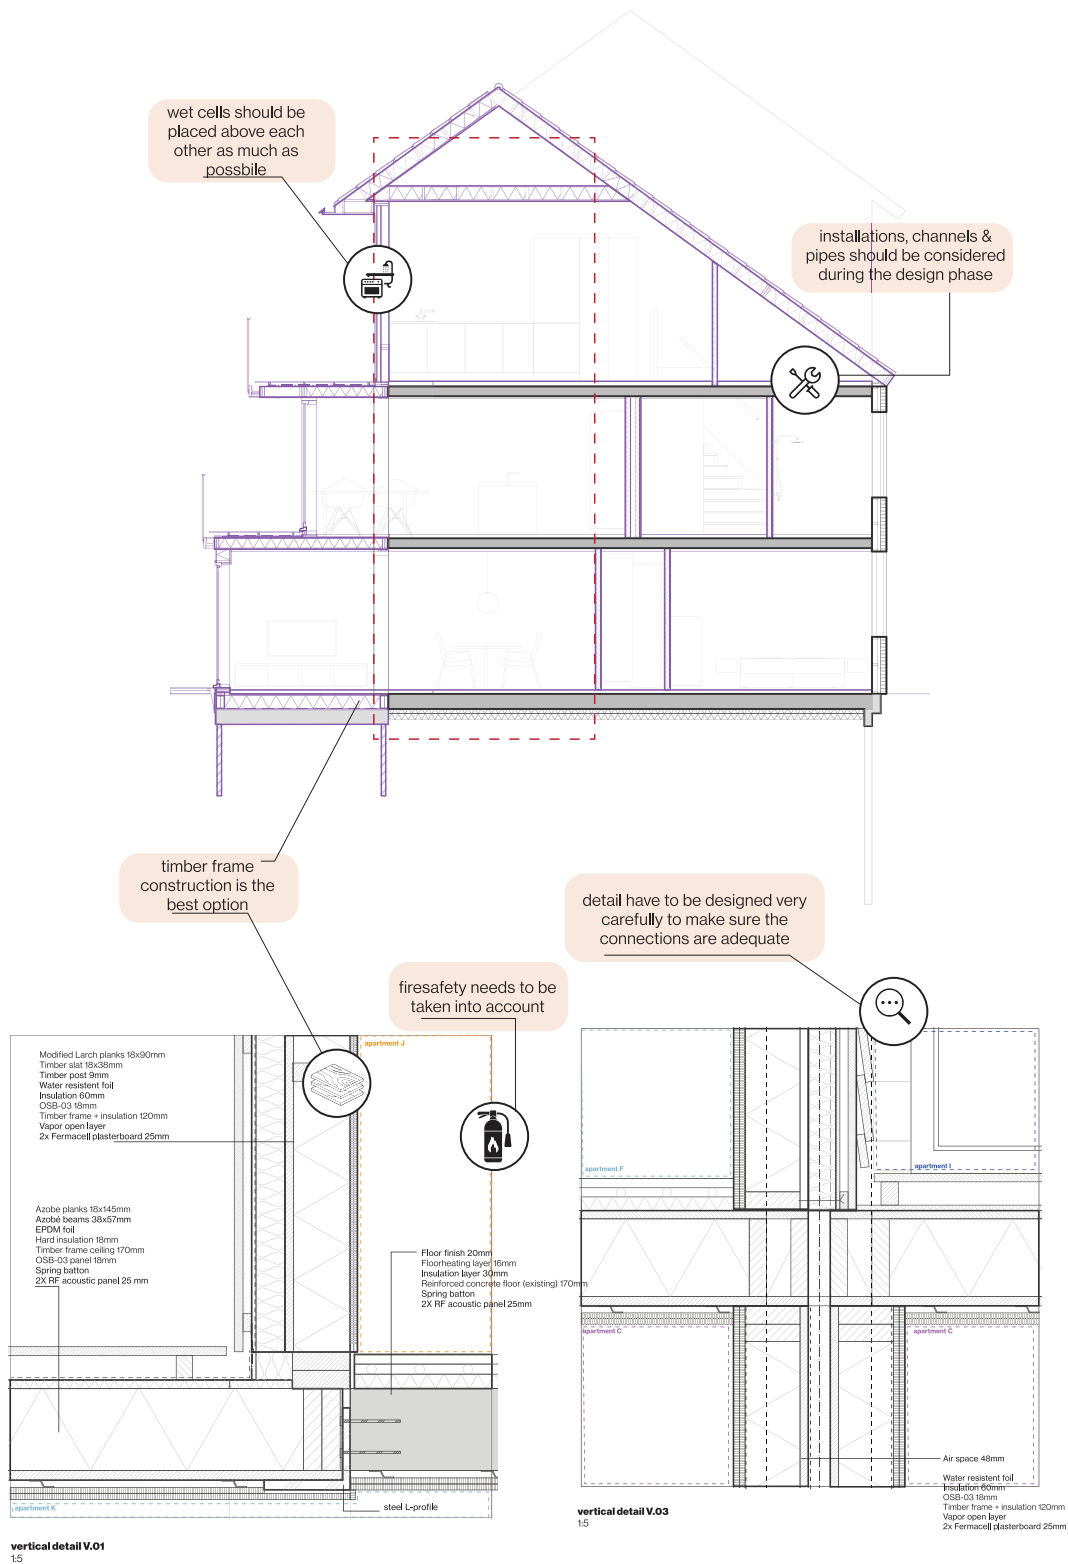 wet cells should be
placed above each
other as much as
possbile
installations, channels &
pipes should be considered
during the design phase
timber frame
construction is the
best option
detail have to be designed very
carefully to make sure the
connections are adequate
firesafety needs to be
taken into account
apartment J
Modified Larch planks 18x90mm
Timber slat 18x38mm
Timber post 9mm
Water resistent foil
Insulation 60mm
OSB-03 18mm
Timber frame + insulation 120mm
Vapor open layer
2x Fermacell plasterboard 25mm
Azobe planks 18x145mm
Azobé beams 38x57mm
EPDM foil
Hard insulation 18mm
Timber frame ceiling 170mm
OSB-03 panel 18mm
Spring batton
2X RF acoustic panel 25 mm
Floor finish 20mm
Floorheating layer 16mm
Insulation layer 30mm
Reinforced concrete floor (existing) 170mm
Spring batton
2X RF acoustic panel 25mm
apartment K
steel L-profile
vertical detail V.01
1:5
apartment F
apartment I
apartment C
apartment C
Air space 48mm
Water resistent foil
Insulation 60mm
OSB-03 18mm
Timber frame + insulation 120mm
Vapor open layer
2x Fermacell plasterboard 25mm
vertical detail V.03
1:5